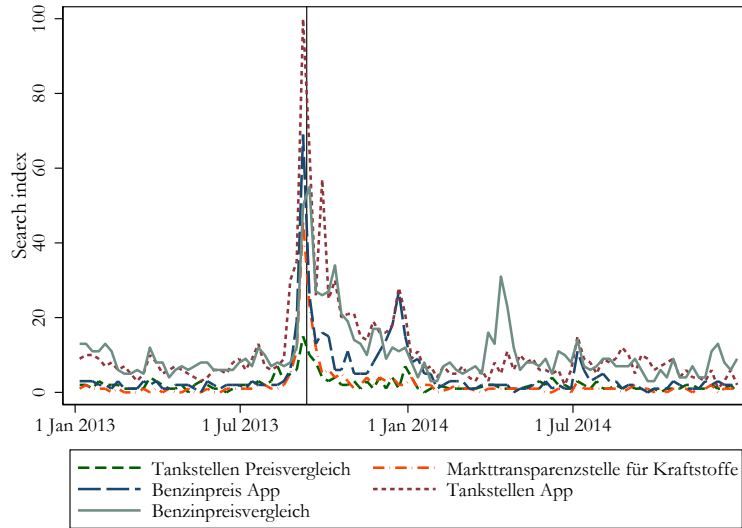 100
80
60
40
20
0
Search index
1 Jan 2013
1 Jul 2013
1 Jan 2014
1 Jul 2014
Tankstellen Preisvergleich
Markttransparenzstelle für Kraftstoffe
Benzinpreis App
Tankstellen App
Benzinpreisvergleich